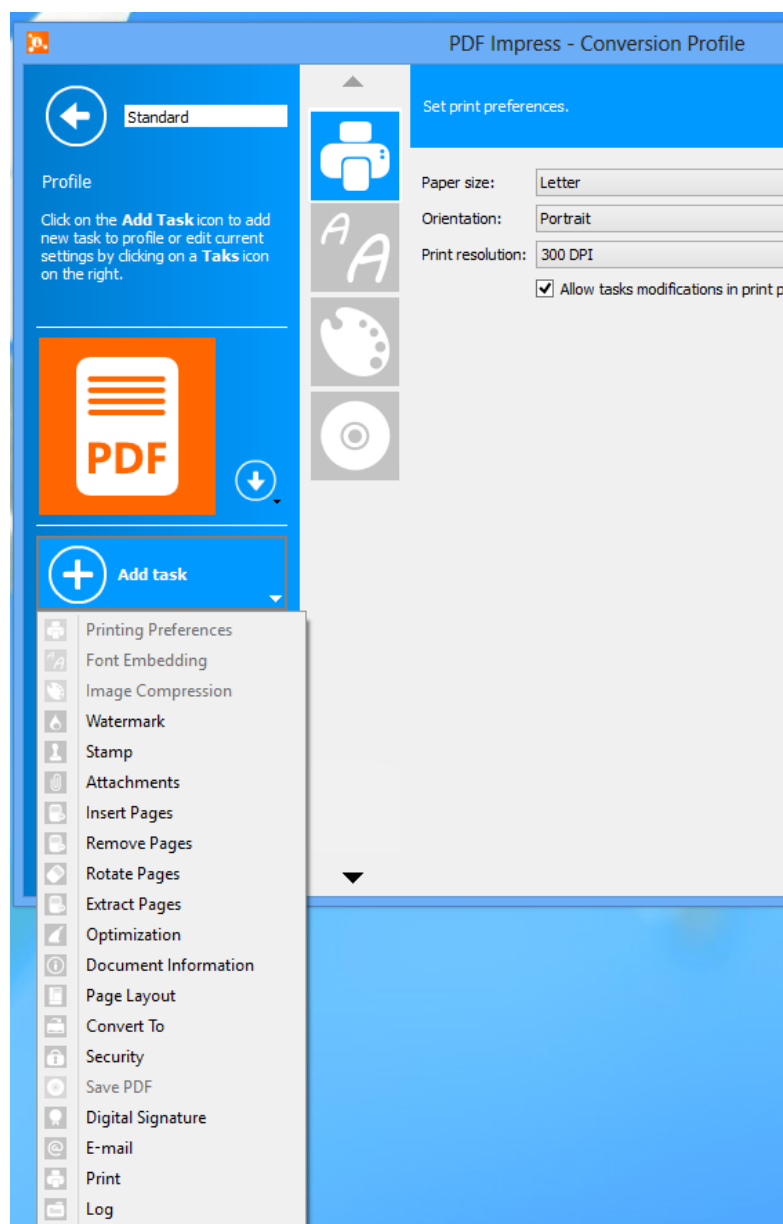 PDF Impress - Conversion Profile
Standard
Set print preferences.
Profile
Click on the Add Task icon to add
new task to profile or edit current
settings by clicking on a Taks icon
on the right.
Paper size: Letter
Orientation: Portrait
Print resolution: 300 DPI
Allow tasks modifications in print p
PDF
Add task
Printing Preferences
Font Embedding
Image Compression
Watermark
Stamp
Attachments
Insert Pages
Remove Pages
Rotate Pages
Extract Pages
Optimization
Document Information
Page Layout
Convert To
Security
Save PDF
Digital Signature
E-mail
Print
Log